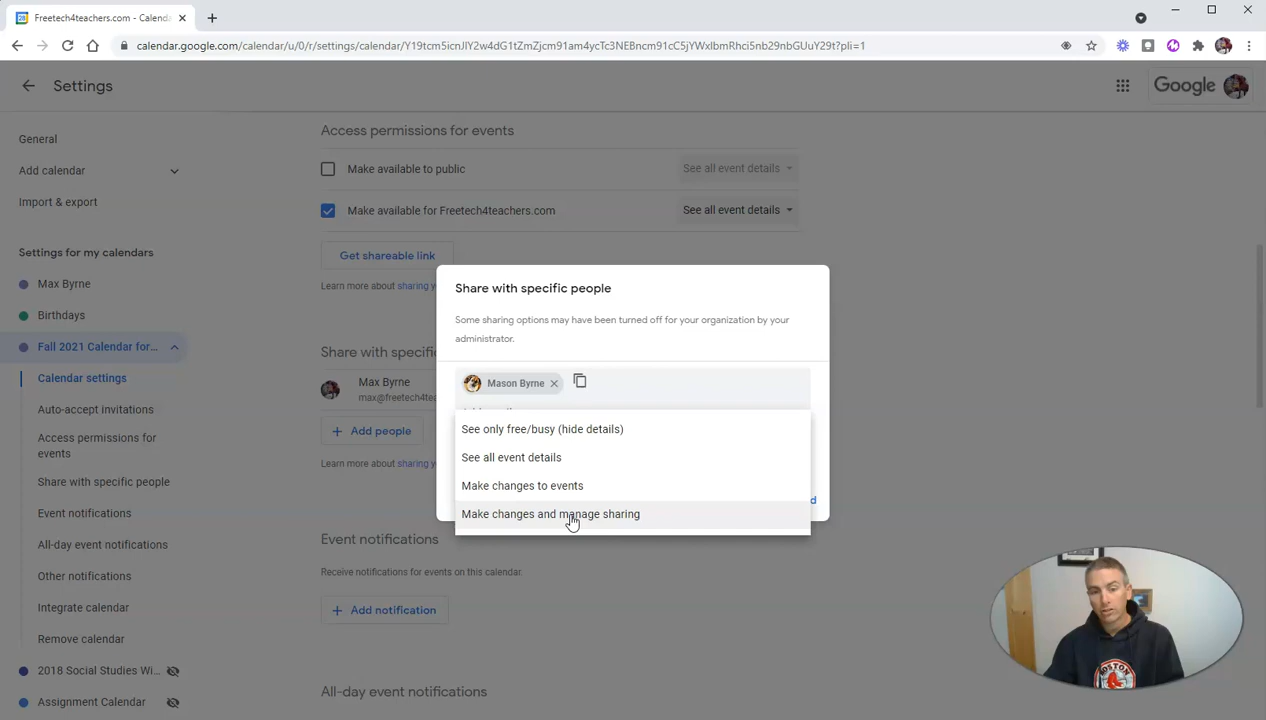 Freetech4teachers.com - Calenda
calendar.google.com/calendar/u/0/r/settings/calendar/Y19tcm5icnJlY2w4dG1tZmZjcm91am4ycTc3NEBncm91cC5jYWxlbmRhci5nb29nbGUuY29t?pli=1
Settings
Google
General
Add calendar
Import & export
Settings for my calendars
Max Byrne
Birthdays
Fall 2021 Calendar for...
Calendar settings
Auto-accept invitations
Access permissions for
events
Share with specific people
Event notifications
All-day event notifications
Other notifications
Integrate calendar
Remove calendar
2018 Social Studies Wi...
Assignment Calendar
Access permissions for events
Make available to public
See all event details
Make available for Freetech4teachers.com
See all event details
Get shareable link
Learn more about sharing y
Share with specifi
Max Byrne
max@freetech4t
Add people
Learn more about sharing y
Share with specific people
Some sharing options may have been turned off for your organization by your
administrator.
Mason Byrne
See only free/busy (hide details)
See all event details
Make changes to events
Make changes and manage sharing
d
Event notifications
Receive notifications for events on this calendar.
Add notification
All-day event notifications
BOSTON